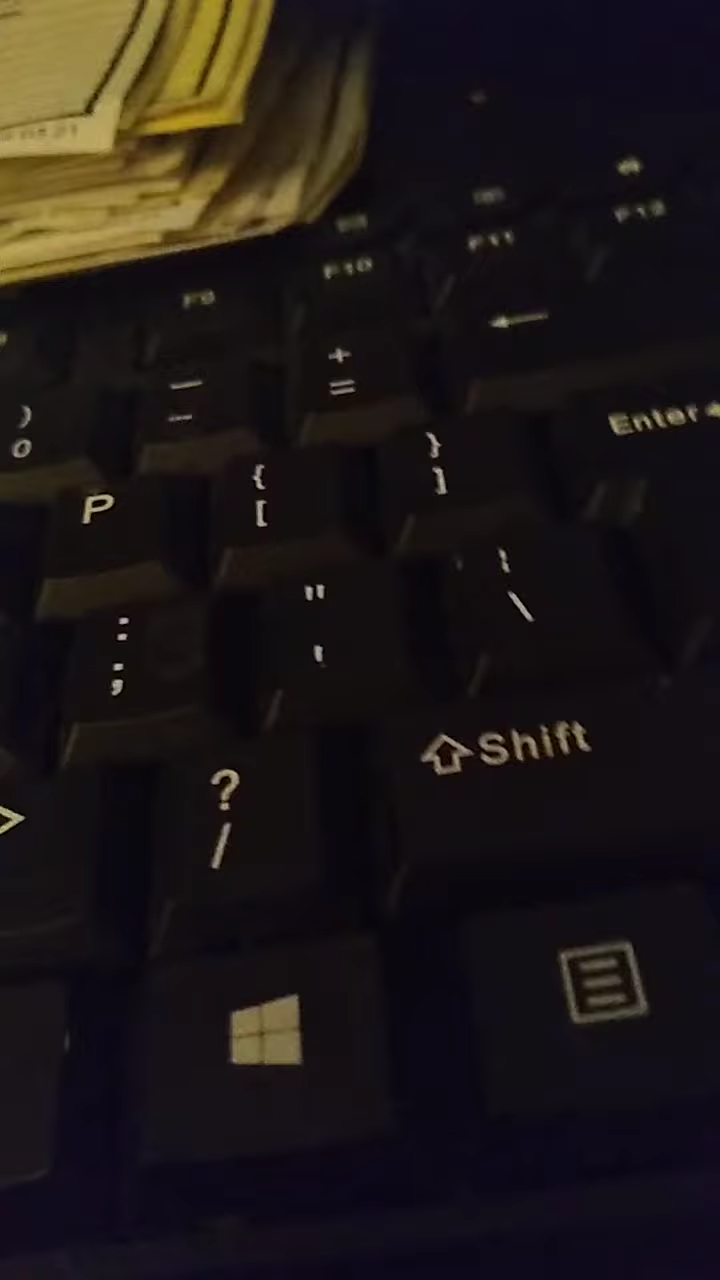 F9 F10 F11 F12
) _ + ←
0 - =
P { } Enter
[ ]
: " |
; ' \
? ⇧Shift
> /